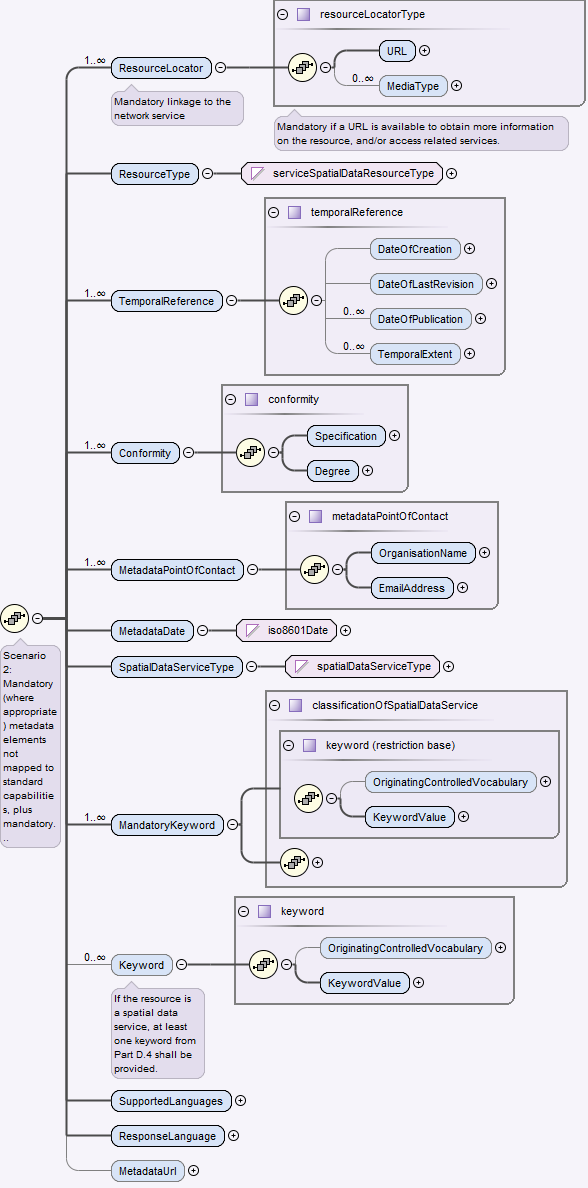 resourceLocatorType
URL
1..∞
ResourceLocator
0..∞
MediaType
Mandatory linkage to the
network service
Mandatory if a URL is available to obtain more information
on the resource, and/or access related services.
ResourceType
serviceSpatialDataResourceType
temporalReference
DateOfCreation
DateOfLastRevision
1..∞
TemporalReference
0..∞
DateOfPublication
0..∞
TemporalExtent
conformity
Specification
1..∞
Conformity
Degree
metadataPointOfContact
OrganisationName
1..∞
MetadataPointOfContact
EmailAddress
MetadataDate
iso8601Date
Scenario
2:
Mandatory
(where
appropriate
) metadata
elements
not
mapped to
standard
capabilitie
s, plus
mandatory.
..
SpatialDataServiceType
spatialDataServiceType
classificationOfSpatialDataService
keyword (restriction base)
OriginatingControlledVocabulary
KeywordValue
1..∞
MandatoryKeyword
keyword
OriginatingControlledVocabulary
0..∞
Keyword
KeywordValue
If the resource is
a spatial data
service, at least
one keyword from
Part D.4 shall be
provided.
SupportedLanguages
ResponseLanguage
MetadataUrl